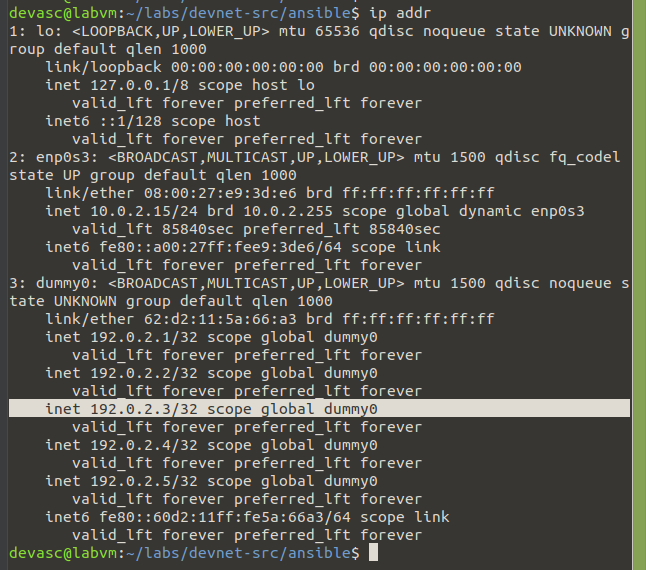 devasc@labvm:~/labs/devnet-src/ansible$ ip addr
1: lo: <LOOPBACK,UP,LOWER_UP> mtu 65536 qdisc noqueue state UNKNOWN g
roup default qlen 1000
    link/loopback 00:00:00:00:00:00 brd 00:00:00:00:00:00
    inet 127.0.0.1/8 scope host lo
       valid_lft forever preferred_lft forever
    inet6 ::1/128 scope host
       valid_lft forever preferred_lft forever
2: enp0s3: <BROADCAST,MULTICAST,UP,LOWER_UP> mtu 1500 qdisc fq_codel
state UP group default qlen 1000
    link/ether 08:00:27:e9:3d:e6 brd ff:ff:ff:ff:ff:ff
    inet 10.0.2.15/24 brd 10.0.2.255 scope global dynamic enp0s3
       valid_lft 85840sec preferred_lft 85840sec
    inet6 fe80::a00:27ff:fee9:3de6/64 scope link
       valid_lft forever preferred_lft forever
3: dummy0: <BROADCAST,MULTICAST,UP,LOWER_UP> mtu 1500 qdisc noqueue s
tate UNKNOWN group default qlen 1000
    link/ether 62:d2:11:5a:66:a3 brd ff:ff:ff:ff:ff:ff
    inet 192.0.2.1/32 scope global dummy0
       valid_lft forever preferred_lft forever
    inet 192.0.2.2/32 scope global dummy0
       valid_lft forever preferred_lft forever
    inet 192.0.2.3/32 scope global dummy0
       valid_lft forever preferred_lft forever
    inet 192.0.2.4/32 scope global dummy0
       valid_lft forever preferred_lft forever
    inet 192.0.2.5/32 scope global dummy0
       valid_lft forever preferred_lft forever
    inet6 fe80::60d2:11ff:fe5a:66a3/64 scope link
       valid_lft forever preferred_lft forever
devasc@labvm:~/labs/devnet-src/ansible$